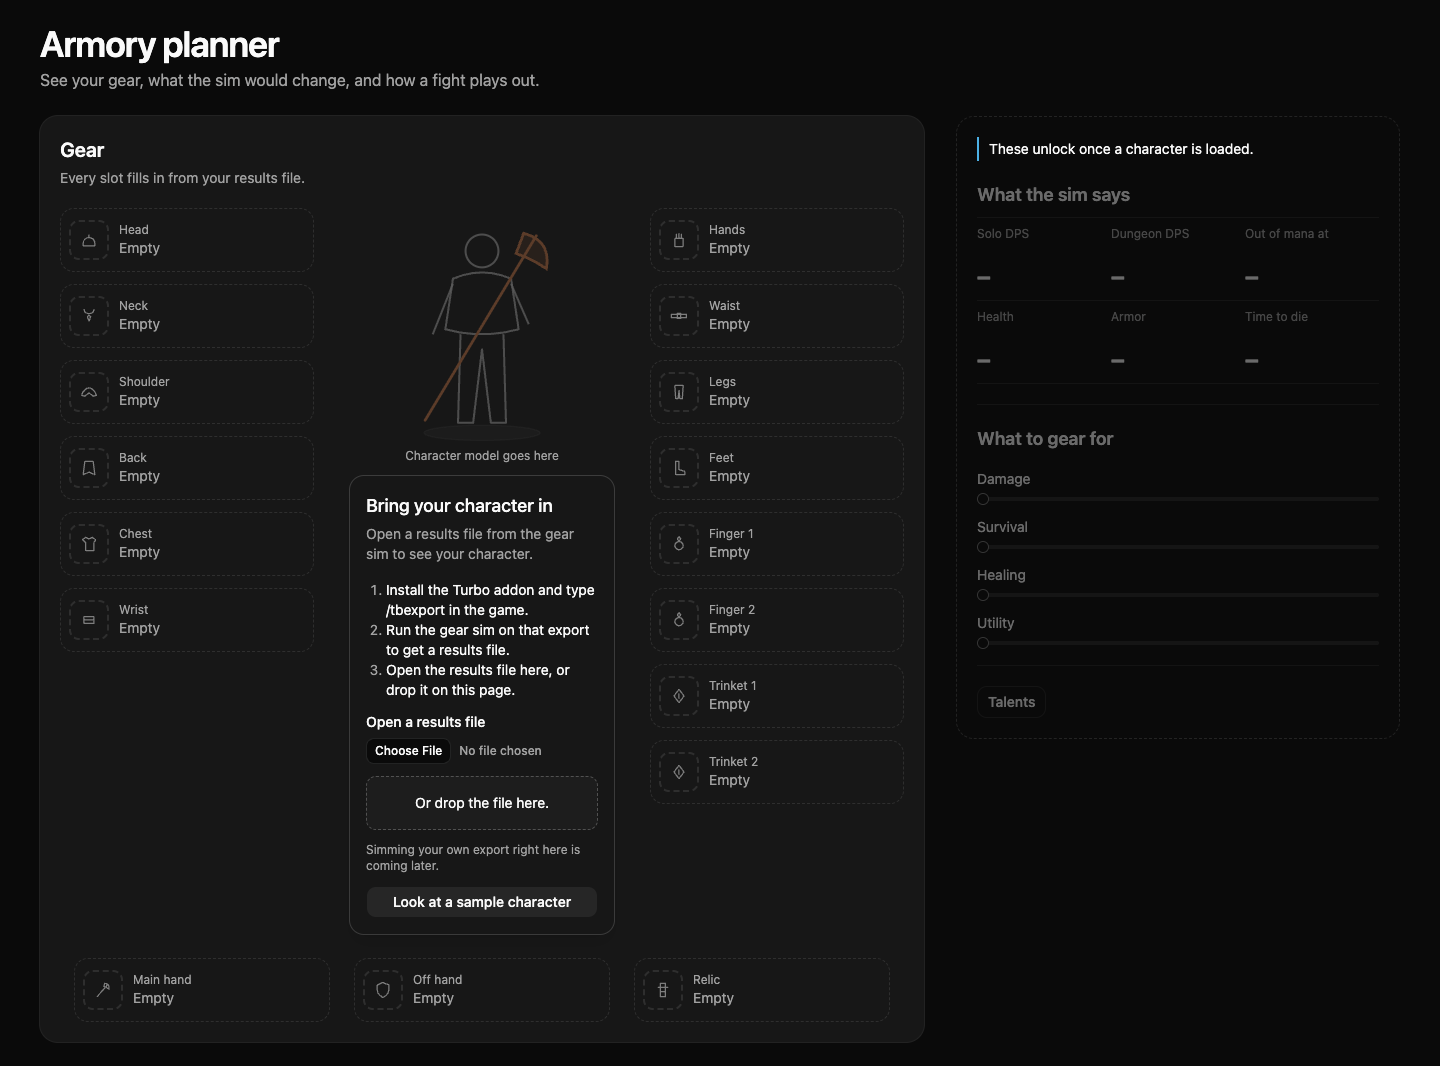 Armory planner
See your gear, what the sim would change, and how a fight plays out.
Gear
Every slot fills in from your results file.
Head
Empty
Neck
Empty
Shoulder
Empty
Back
Empty
Chest
Empty
Wrist
Empty
Character model goes here
Bring your character in
Open a results file from the gear
sim to see your character.
1. Install the Turbo addon and type
/tbexport in the game.
2. Run the gear sim on that export
to get a results file.
3. Open the results file here, or
drop it on this page.
Open a results file
Choose File No file chosen
Or drop the file here.
Simming your own export right here is
coming later.
Look at a sample character
Hands
Empty
Waist
Empty
Legs
Empty
Feet
Empty
Finger 1
Empty
Finger 2
Empty
Trinket 1
Empty
Trinket 2
Empty
Main hand
Empty
Off hand
Empty
Relic
Empty
These unlock once a character is loaded.
What the sim says
Solo DPS Dungeon DPS Out of mana at
– – –
Health Armor Time to die
– – –
What to gear for
Damage
Survival
Healing
Utility
Talents